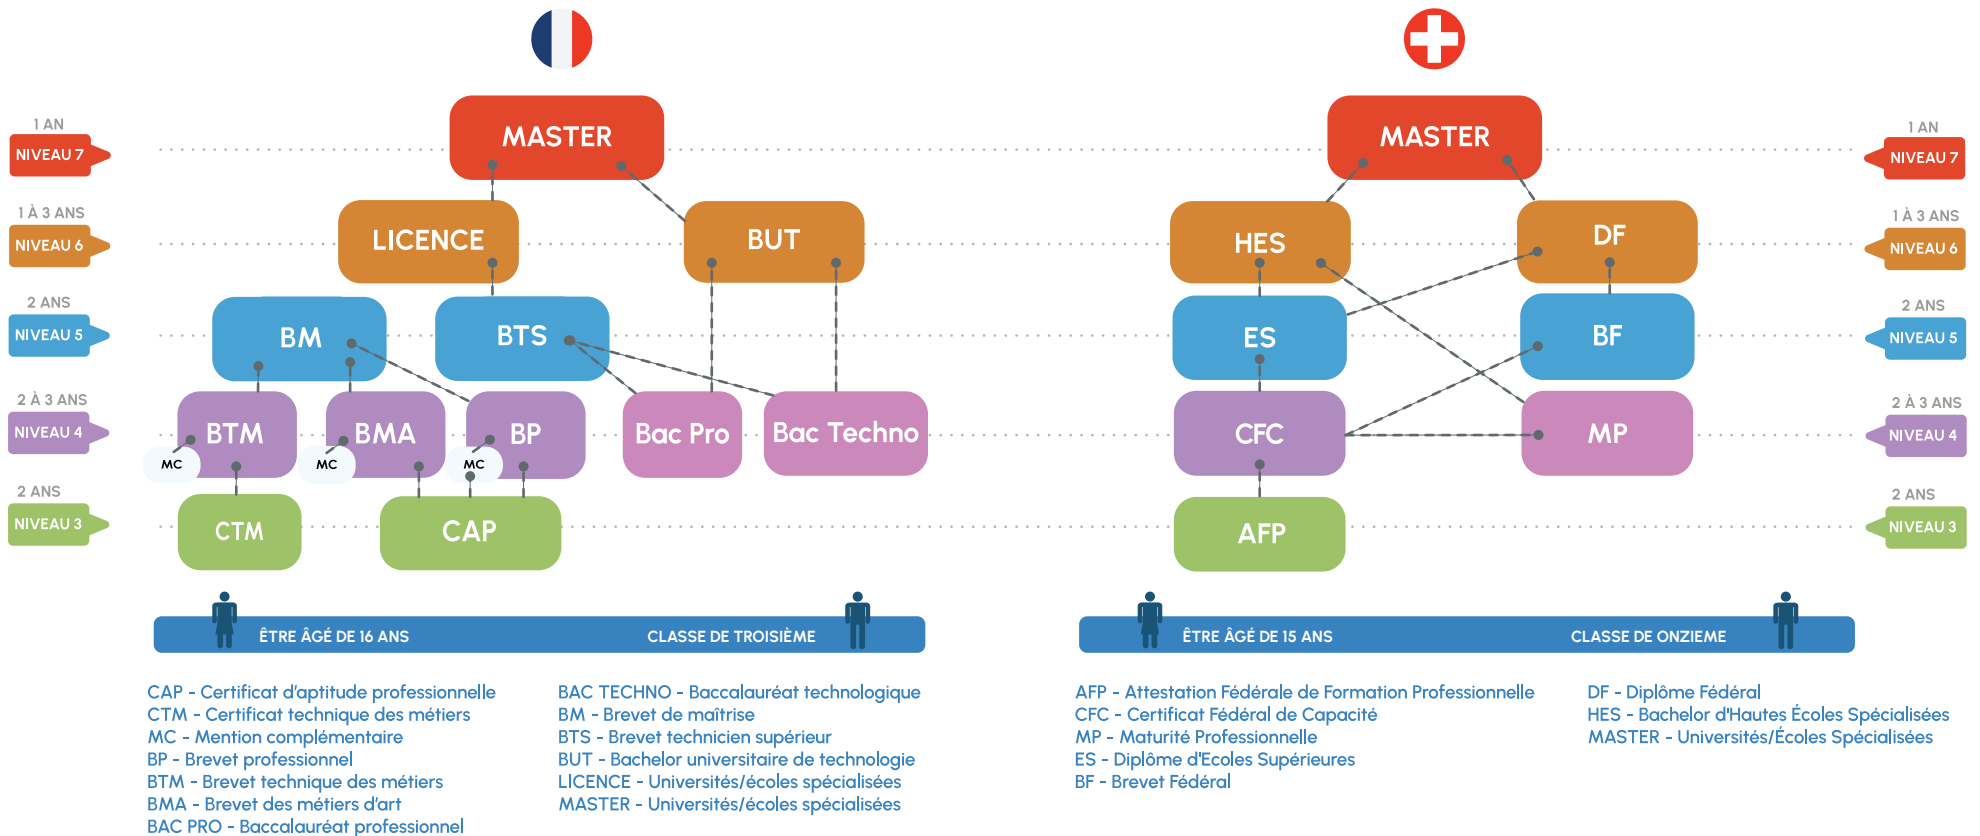 1 AN
NIVEAU 7
MASTER
MASTER
1 AN
NIVEAU 7
1 À 3 ANS
NIVEAU 6
LICENCE
BUT
HES
DF
1 À 3 ANS
NIVEAU 6
2 ANS
NIVEAU 5
BM
BTS
ES
BF
2 ANS
NIVEAU 5
2 À 3 ANS
NIVEAU 4
BTM
MC
BMA
MC
BP
MC
Bac Pro
Bac Techno
CFC
MP
2 À 3 ANS
NIVEAU 4
2 ANS
NIVEAU 3
CTM
CAP
AFP
2 ANS
NIVEAU 3
ÊTRE ÂGÉ DE 16 ANS
CLASSE DE TROISIÈME
ÊTRE ÂGÉ DE 15 ANS
CLASSE DE ONZIEME
CAP - Certificat d'aptitude professionnelle
CTM - Certificat technique des métiers
MC - Mention complémentaire
BP - Brevet professionnel
BTM - Brevet technique des métiers
BMA - Brevet des métiers d'art
BAC PRO - Baccalauréat professionnel
BAC TECHNO - Baccalauréat technologique
BM - Brevet de maîtrise
BTS - Brevet technicien supérieur
BUT - Bachelor universitaire de technologie
LICENCE - Universités/écoles spécialisées
MASTER - Universités/écoles spécialisées
AFP - Attestation Fédérale de Formation Professionnelle
CFC - Certificat Fédéral de Capacité
MP - Maturité Professionnelle
ES - Diplôme d'Ecoles Supérieures
BF - Brevet Fédéral
DF - Diplôme Fédéral
HES - Bachelor d'Hautes Écoles Spécialisées
MASTER - Universités/Écoles Spécialisées